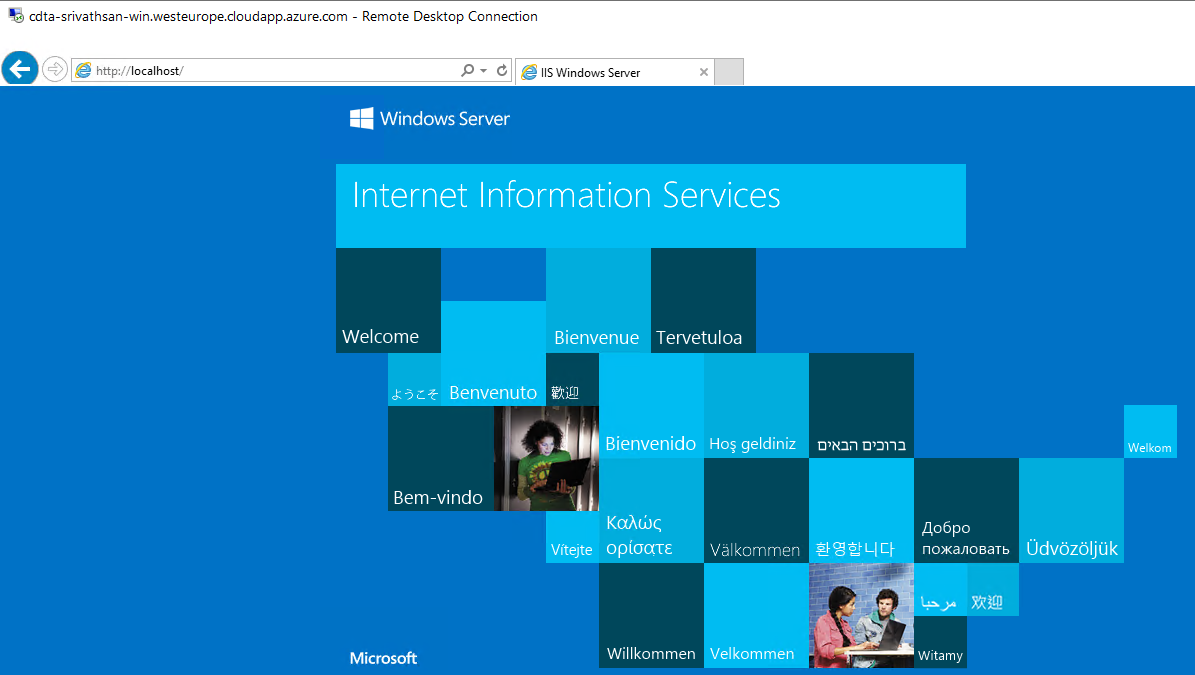 cdta-srivathsan-win.westeurope.cloudapp.azure.com - Remote Desktop Connection
http://localhost/
IIS Windows Server
Windows Server
Internet Information Services
Welcome
Bienvenue
Tervetuloa
ようこそ
Benvenuto
歡迎
Bienvenido
Hoş geldiniz
ברוכים הבאים
Welkom
Bem-vindo
Vítejte
Καλώς
ορίσατε
Välkommen
환영합니다
Добро
пожаловать
Üdvözöljük
مرحبا
欢迎
Willkommen
Velkommen
Witamy
Microsoft